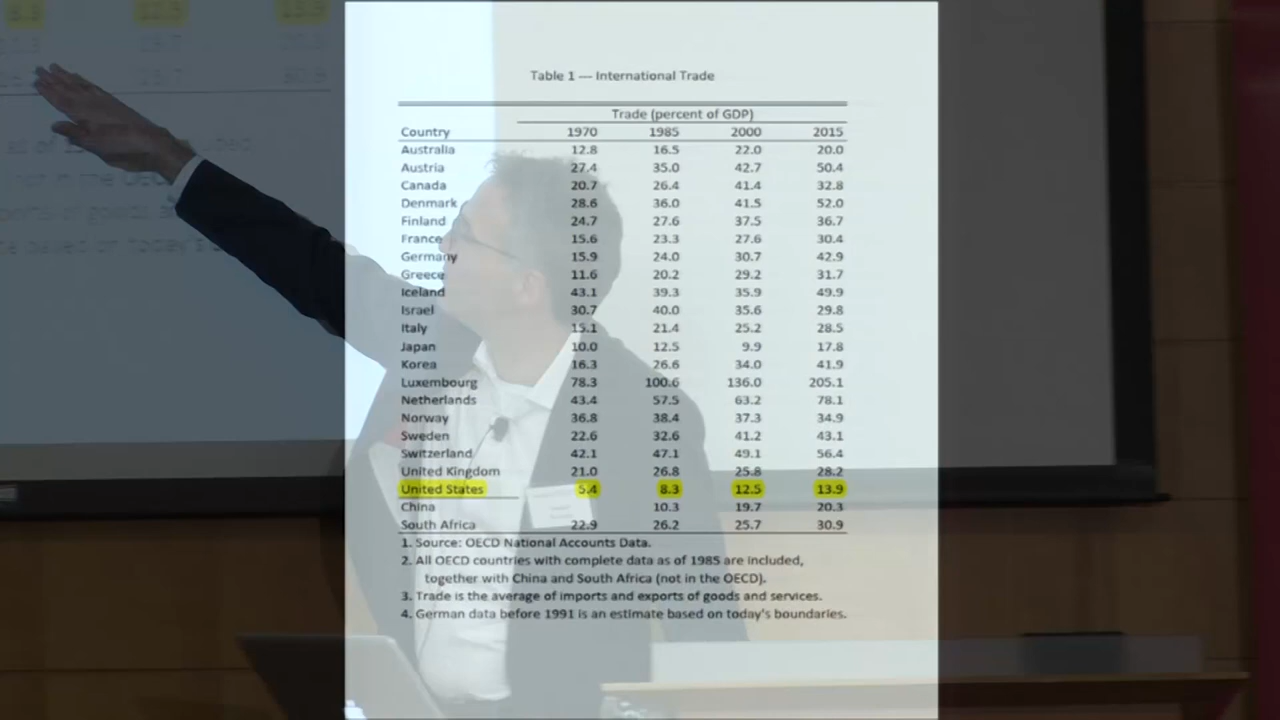 Table 1 — International Trade
Trade (percent of GDP)
Country 1970 1985 2000 2015
Australia 12.8 16.5 22.0 20.0
Austria 27.4 35.0 42.7 50.4
Canada 20.7 26.4 41.4 32.8
Denmark 28.6 36.0 41.5 52.0
Finland 24.7 27.6 37.5 36.7
France 15.6 23.3 27.6 30.4
Germany 15.9 24.0 30.7 42.9
Greece 11.6 20.2 29.2 31.7
Iceland 43.1 39.3 35.9 49.9
Israel 30.7 40.0 35.6 29.8
Italy 15.1 21.4 25.2 28.5
Japan 10.0 12.5 9.9 17.8
Korea 16.3 26.6 34.0 41.9
Luxembourg 78.3 100.6 136.0 205.1
Netherlands 43.4 57.5 63.2 78.1
Norway 36.8 38.4 37.3 34.9
Sweden 22.6 32.6 41.2 43.1
Switzerland 42.1 47.1 49.1 56.4
United Kingdom 21.0 26.8 25.8 28.2
United States 5.4 8.3 12.5 13.9
China 10.3 19.7 20.3
South Africa 22.9 26.2 25.7 30.9
1. Source: OECD National Accounts Data.
2. All OECD countries with complete data as of 1985 are included,
together with China and South Africa (not in the OECD).
3. Trade is the average of imports and exports of goods and services.
4. German data before 1991 is an estimate based on today's boundaries.